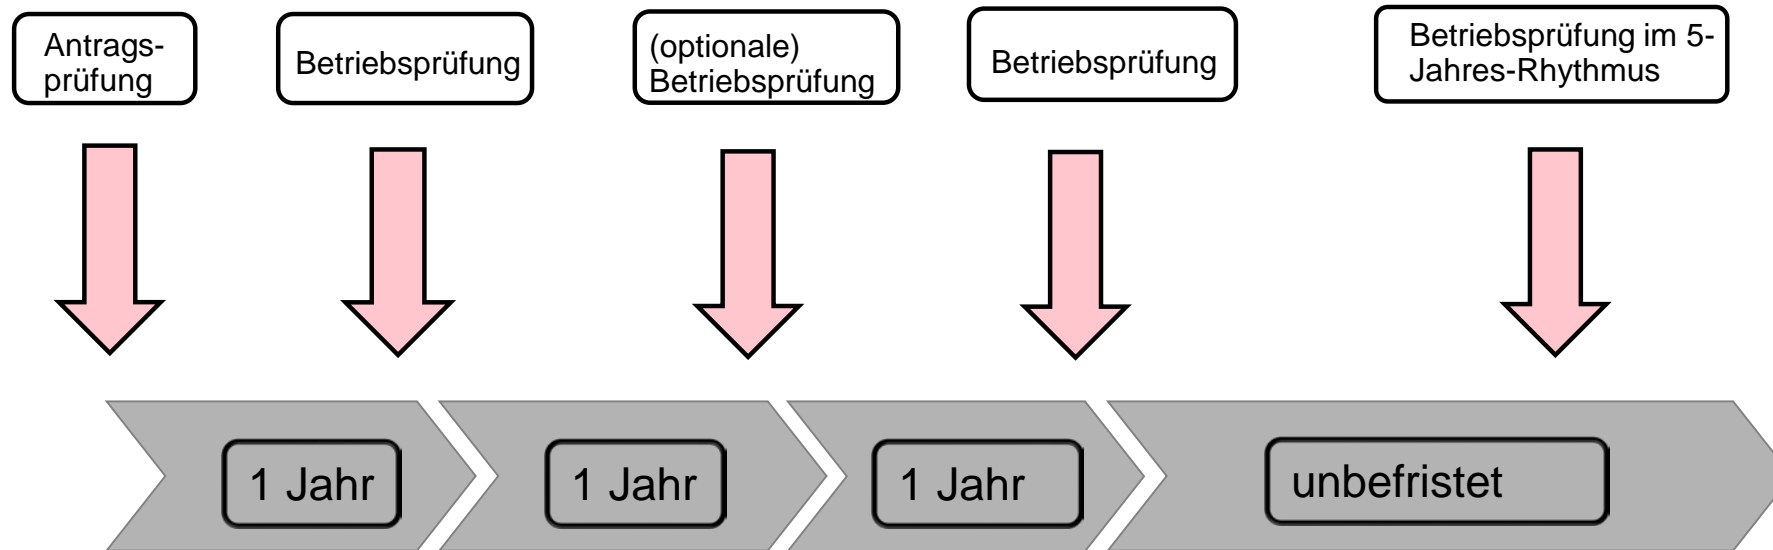 Antrags-
prüfung
Betriebsprüfung
(optionale)
Betriebsprüfung
Betriebsprüfung
Betriebsprüfung im 5-
Jahres-Rhythmus
1 Jahr
1 Jahr
1 Jahr
unbefristet